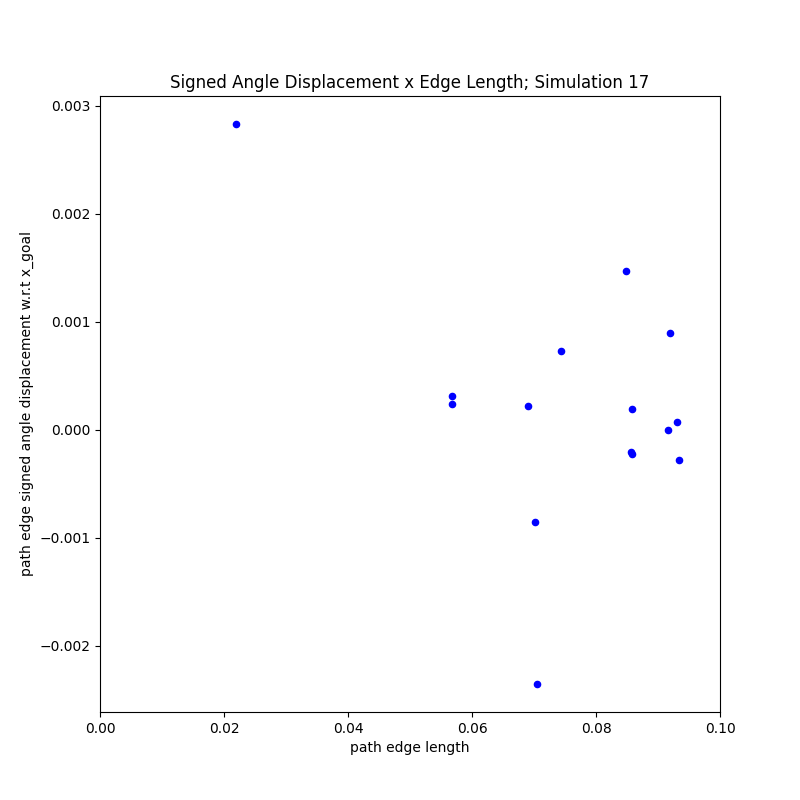 Signed Angle Displacement x Edge Length; Simulation 17
0.003
0.002
0.001
0.000
−0.001
−0.002
path edge signed angle displacement w.r.t x_goal
0.00 0.02 0.04 0.06 0.08 0.10
path edge length